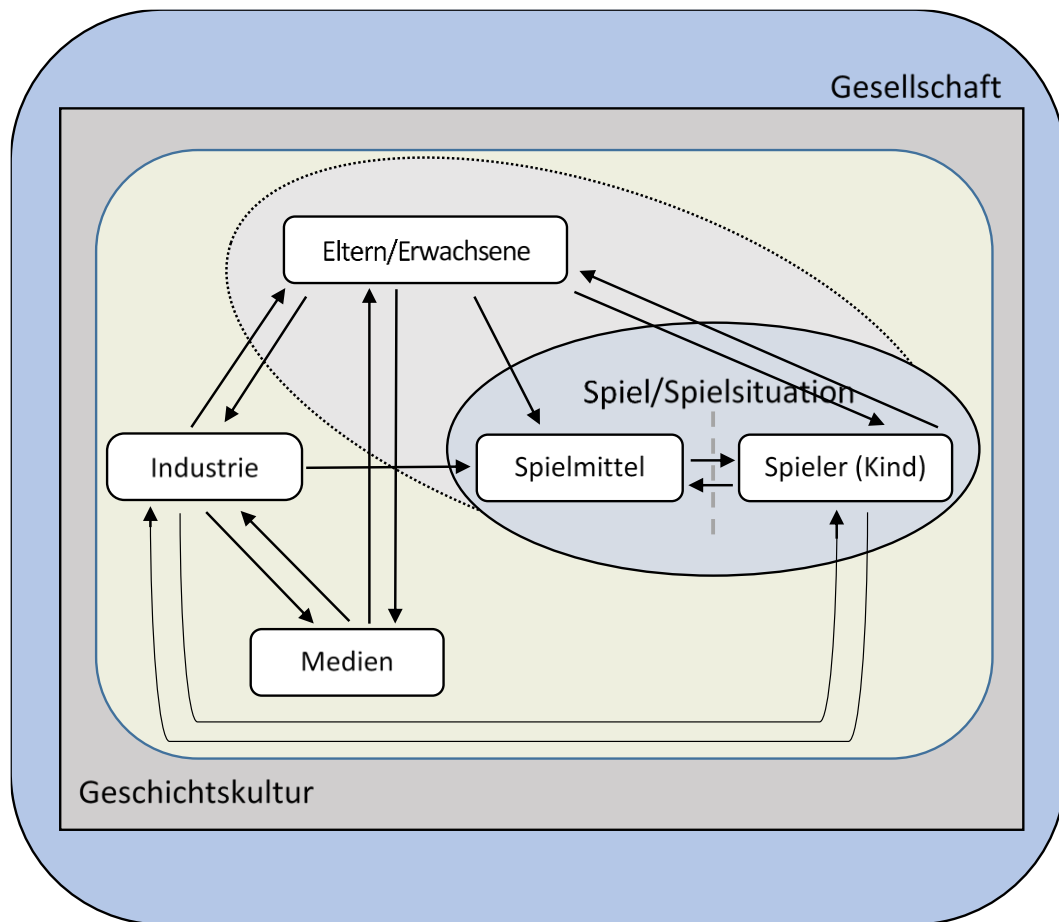 Gesellschaft
Eltern/Erwachsene
Spiel/Spielsituation
Industrie
Spielmittel
Spieler (Kind)
Medien
Geschichtskultur